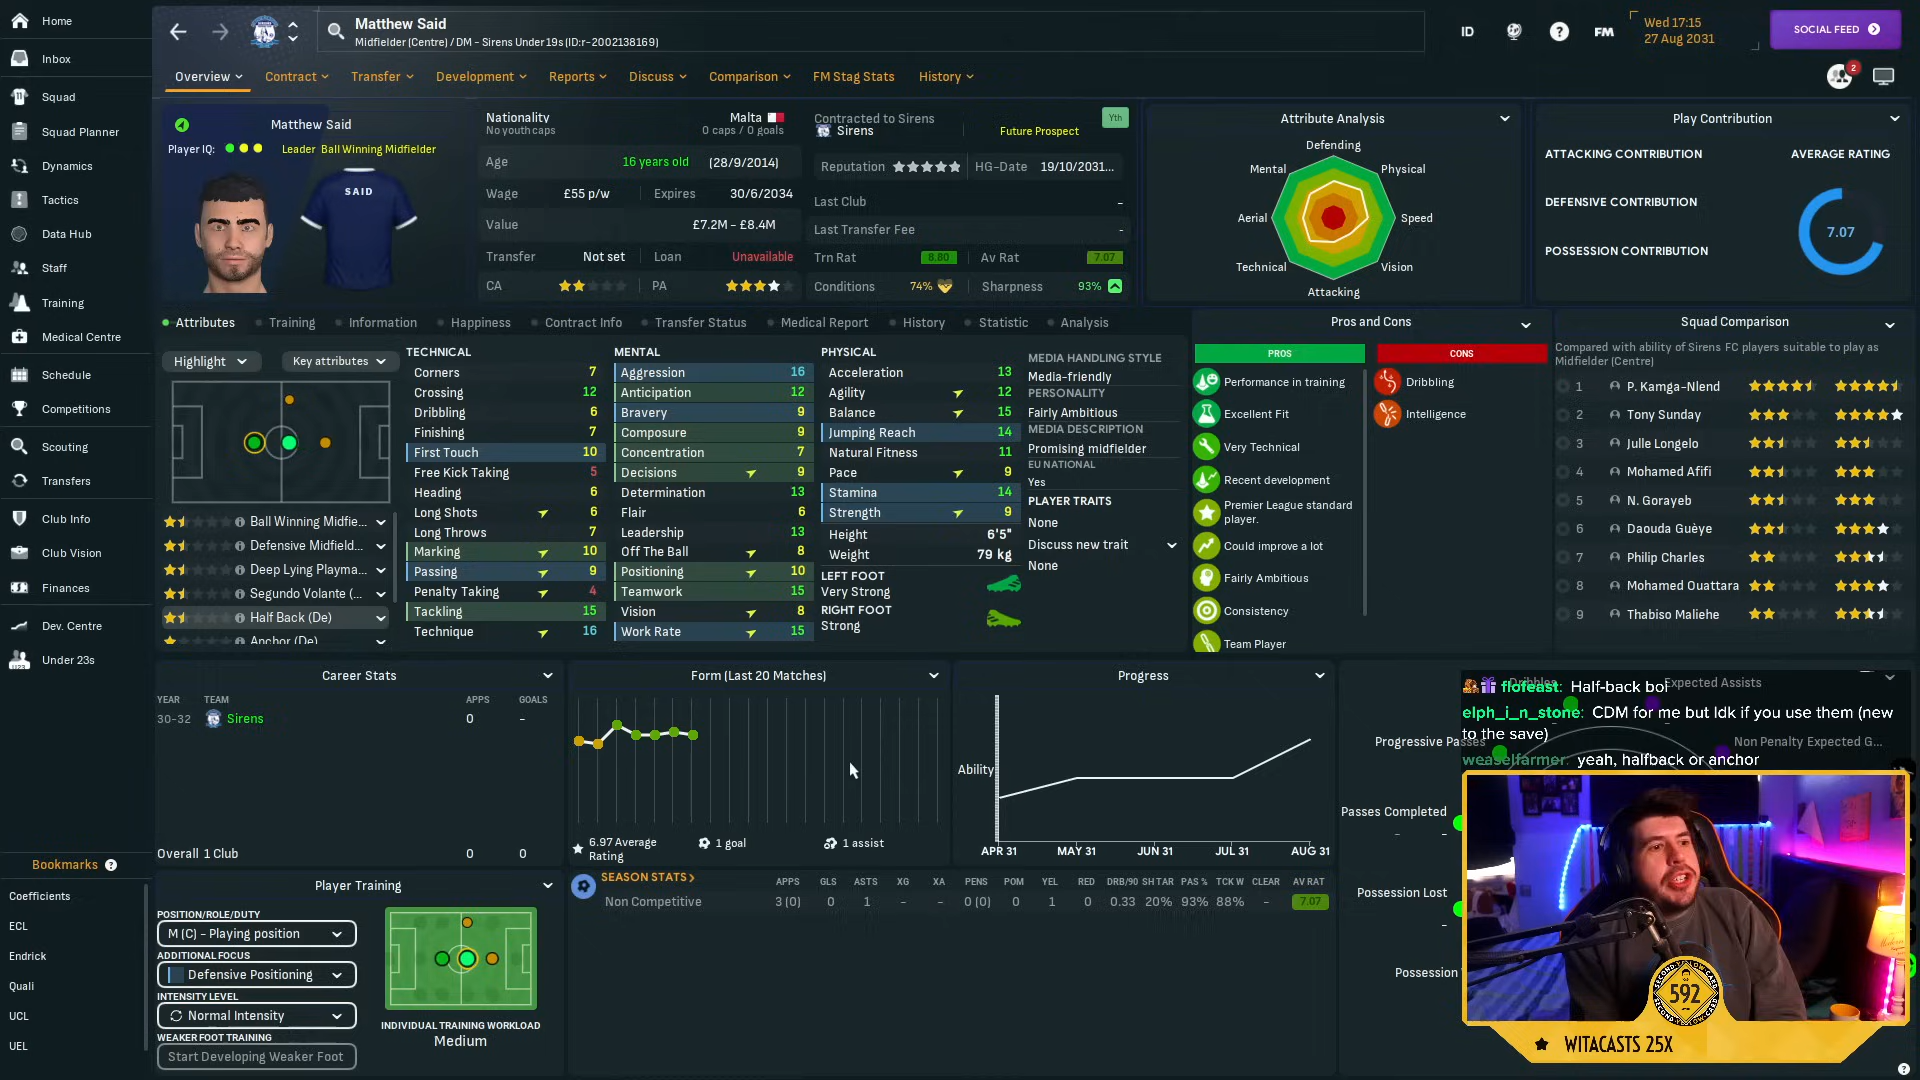 Home
Inbox
Squad
Squad Planner
Dynamics
Tactics
Data Hub
Staff
Training
Medical Centre
Schedule
Competitions
Scouting
Transfers
Club Info
Club Vision
Finances
Dev. Centre
Under 23s
Bookmarks ?
Coefficients
ECL
Endrick
Quali
UCL
UEL
Matthew Said
Midfielder (Centre) / DM - Sirens Under19s (ID:r-2002138169)
ID ? FM
Wed 17:15
27 Aug 2031
SOCIAL FEED
Overview Contract Transfer Development Reports Discuss Comparison FM Stag Stats History
2
Matthew Said
Player IQ: Leader Ball Winning Midfielder
SAID
Nationality Malta
No youth caps 0 caps / 0 goals
Age 16 years old (28/9/2014)
Wage £55 p/w Expires 30/6/2034
Value £7.2M - £8.4M
Transfer Not set Loan Unavailable
CA PA
Contracted to Sirens Yth
Sirens Future Prospect
Reputation HG-Date 19/10/2031...
Last Club -
Last Transfer Fee -
Trn Rat 8.80 Av Rat 7.07
Conditions 74% Sharpness 93%
Attribute Analysis
Defending
Mental Physical
Aerial Speed
Technical Vision
Attacking
Play Contribution
ATTACKING CONTRIBUTION AVERAGE RATING
DEFENSIVE CONTRIBUTION
7.07
POSSESSION CONTRIBUTION
Attributes Training Information Happiness Contract Info Transfer Status Medical Report History Statistic Analysis
Highlight Key attributes
Ball Winning Midfie...
Defensive Midfield...
Deep Lying Playma...
Segundo Volante (...
Half Back (De)
Anchor (De)
TECHNICAL
Corners 7
Crossing 12
Dribbling 6
Finishing 7
First Touch 10
Free Kick Taking 5
Heading 6
Long Shots 6
Long Throws 7
Marking 10
Passing 9
Penalty Taking 4
Tackling 15
Technique 16
MENTAL
Aggression 16
Anticipation 12
Bravery 9
Composure 9
Concentration 7
Decisions 9
Determination 13
Flair 6
Leadership 13
Off The Ball 8
Positioning 10
Teamwork 15
Vision 8
Work Rate 15
PHYSICAL
Acceleration 13
Agility 12
Balance 15
Jumping Reach 14
Natural Fitness 11
Pace 9
Stamina 14
Strength 9
Height 6'5"
Weight 79 kg
LEFT FOOT
Very Strong
RIGHT FOOT
Strong
MEDIA HANDLING STYLE
Media-friendly
PERSONALITY
Fairly Ambitious
MEDIA DESCRIPTION
Promising midfielder
EU NATIONAL
Yes
PLAYER TRAITS
None
Discuss new trait
None
Pros and Cons
PROS CONS
Performance in training
Excellent Fit
Very Technical
Recent development
Premier League standard
player.
Could improve a lot
Fairly Ambitious
Consistency
Team Player
Dribbling
Intelligence
Squad Comparison
Compared with ability of Sirens FC players suitable to play as
Midfielder (Centre)
1 P. Kamga-Nlend
2 Tony Sunday
3 Julle Longelo
4 Mohamed Afifi
5 N. Gorayeb
6 Daouda Guèye
7 Philip Charles
8 Mohamed Ouattara
9 Thabiso Maliehe
Career Stats
YEAR TEAM APPS GOALS
30-32 Sirens 0 -
Overall 1 Club 0 0
Form (Last 20 Matches)
6.97 Average
Rating
1 goal
1 assist
Progress
Ability
APR 31 MAY 31 JUN 31 JUL 31 AUG 31
Dribbles Expected Assists
Progressive Passes
Non Penalty Expected G...
Passes Completed
-
Possession Lost
-
Possession
flofeast: Half-back boi
elph_i_n_stone: CDM for me but Idk if you use them (new
to the save)
weaselfarmer: yeah, halfback or anchor
Player Training
POSITION/ROLE/DUTY
M (C) - Playing position
ADDITIONAL FOCUS
Defensive Positioning
INTENSITY LEVEL
Normal Intensity
WEAKER FOOT TRAINING
Start Developing Weaker Foot
INDIVIDUAL TRAINING WORKLOAD
Medium
SEASON STATS> APPS GLS ASTS XG XA PENS POM YEL RED DRB/90 SH TAR PAS % TCK W CLEAR AV RAT
Non Competitive 3 (0) 0 1 - - 0 (0) 0 1 0 0.33 20% 93% 88% - 7.07
SECOND YELLOW CARD
592
WITACASTS 25X
?